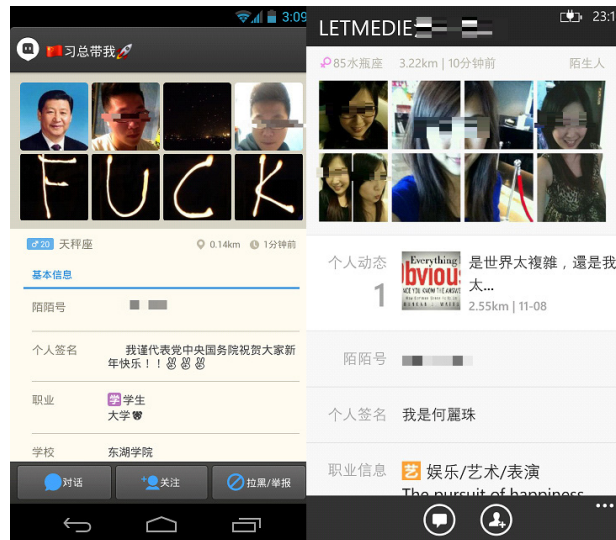 3:09
习总带我
FUCK
♂20 天秤座
0.14km 1分钟前
基本信息
陌陌号
个人签名 我谨代表党中央国务院祝贺大家新
年快乐！！✌✌✌
职业 学 学生
大学
学校 东湖学院
对话 关注 拉黑/举报
23:1
LETMEDIE
♀85水瓶座 3.22km | 10分钟前 陌生人
个人动态
1
Everything
Obvious
是世界太複雜，還是我
太...
2.55km | 11-08
陌陌号
个人签名 我是何麗珠
职业信息 艺 娱乐/艺术/表演
The pursuit of happiness